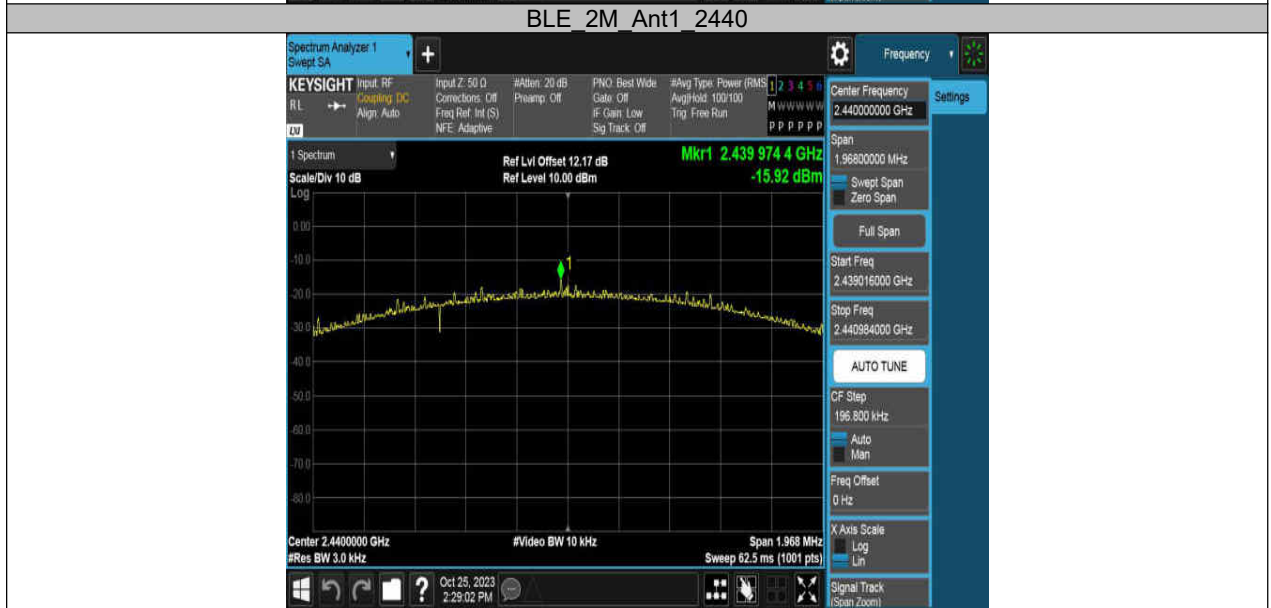 BLE_2M_Ant1_2440
Spectrum Analyzer 1
Swept SA
+
Frequency
KEYSIGHT
RL
Input: RF
Coupling: DC
Align: Auto
Input Z: 50 Ω
Corrections: Off
Freq Ref: Int (S)
NFE: Adaptive
#Atten: 20 dB
Preamp: Off
PNO: Best Wide
Gate: Off
IF Gain: Low
Sig Track: Off
#Avg Type: Power (RMS
Avg|Hold: 100/100
Trig: Free Run
1 2 3 4 5 6
M W W W W W
P P P P P P
1 Spectrum
Scale/Div 10 dB
Ref Lvl Offset 12.17 dB
Ref Level 10.00 dBm
Mkr1 2.439 974 4 GHz
-15.92 dBm
Log
0.00
-10.0
-20.0
-30.0
-40.0
-50.0
-60.0
-70.0
-80.0
1
Center 2.4400000 GHz
#Res BW 3.0 kHz
#Video BW 10 kHz
Span 1.968 MHz
Sweep 62.5 ms (1001 pts)
Center Frequency
2.440000000 GHz
Settings
Span
1.96800000 MHz
Swept Span
Zero Span
Full Span
Start Freq
2.439016000 GHz
Stop Freq
2.440984000 GHz
AUTO TUNE
CF Step
196.800 kHz
Auto
Man
Freq Offset
0 Hz
X Axis Scale
Log
Lin
Signal Track
(Span Zoom)
?
Oct 25, 2023
2:29:02 PM